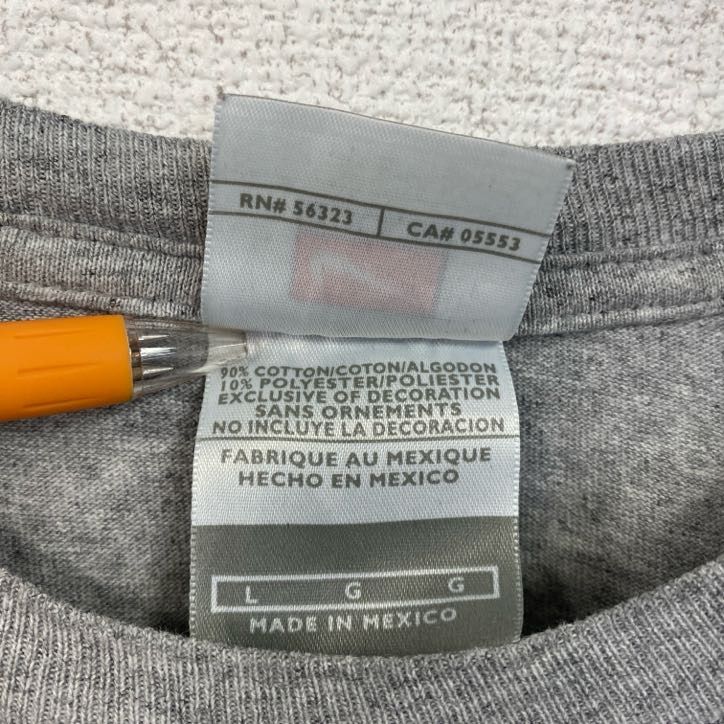 RN# 56323 CA# 05553
90% COTTON/COTON/ALGODON
10% POLYESTER/POLIESTER
EXCLUSIVE OF DECORATION
SANS ORNEMENTS
NO INCLUYE LA DECORACION
FABRIQUE AU MEXIQUE
HECHO EN MEXICO
L G G
MADE IN MEXICO